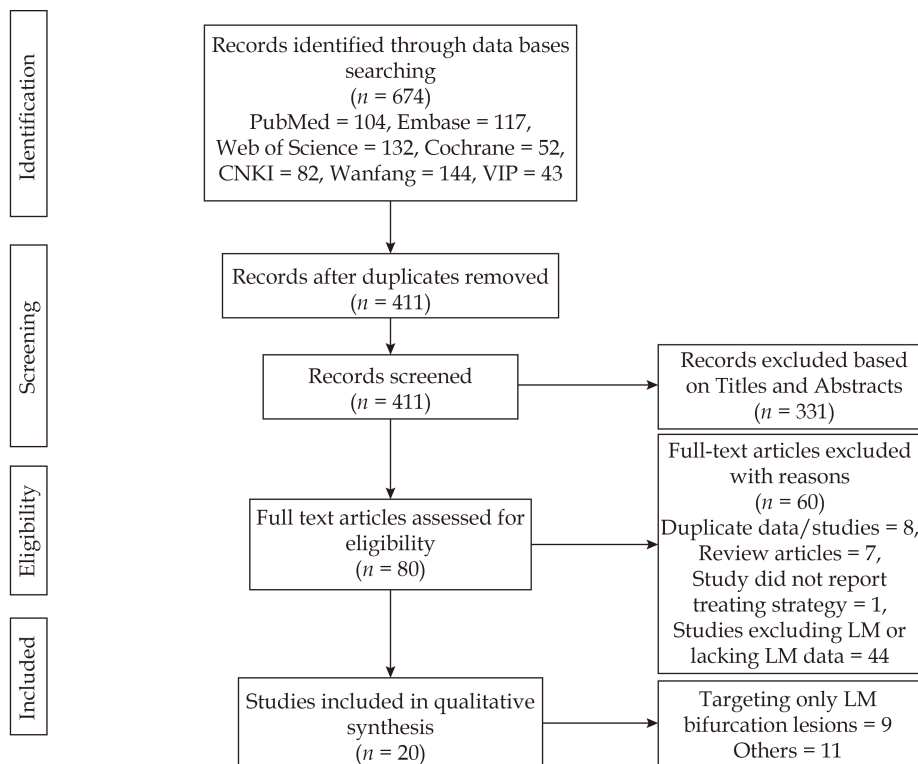 Identification
Records identified through data bases
searching
(n = 674)
PubMed = 104, Embase = 117,
Web of Science = 132, Cochrane = 52,
CNKI = 82, Wanfang = 144, VIP = 43
Screening
Records after duplicates removed
(n = 411)
Records screened
(n = 411)
Records excluded based
on Titles and Abstracts
(n = 331)
Eligibility
Full text articles assessed for
eligibility
(n = 80)
Full-text articles excluded
with reasons
(n = 60)
Duplicate data/studies = 8,
Review articles = 7,
Study did not report
treating strategy = 1,
Studies excluding LM or
lacking LM data = 44
Included
Studies included in qualitative
synthesis
(n = 20)
Targeting only LM
bifurcation lesions = 9
Others = 11